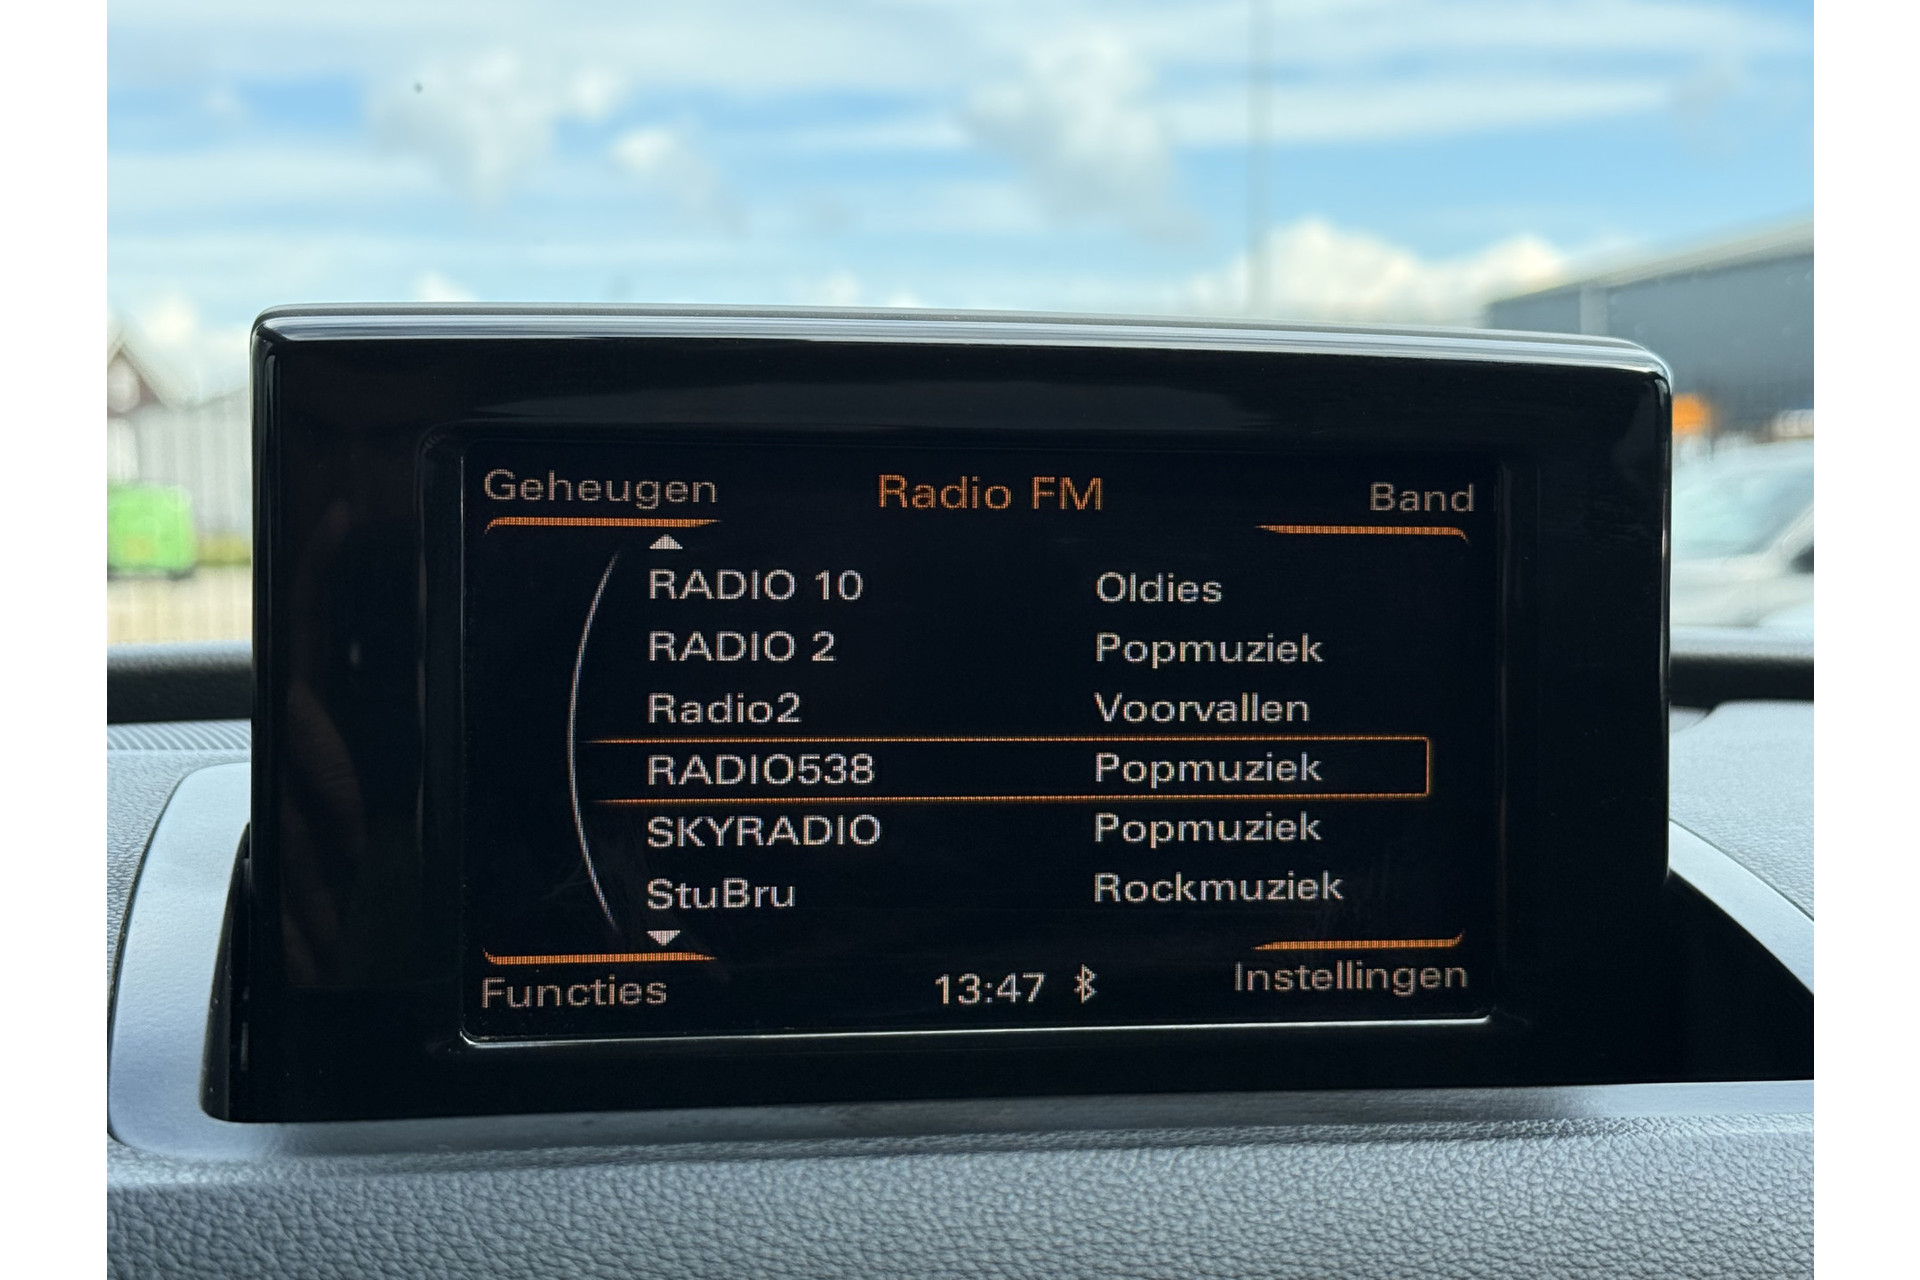 Geheugen Radio FM Band
RADIO 10 Oldies
RADIO 2 Popmuziek
Radio2 Voorvallen
RADIO538 Popmuziek
SKYRADIO Popmuziek
StuBru Rockmuziek
Functies 13:47 Instellingen